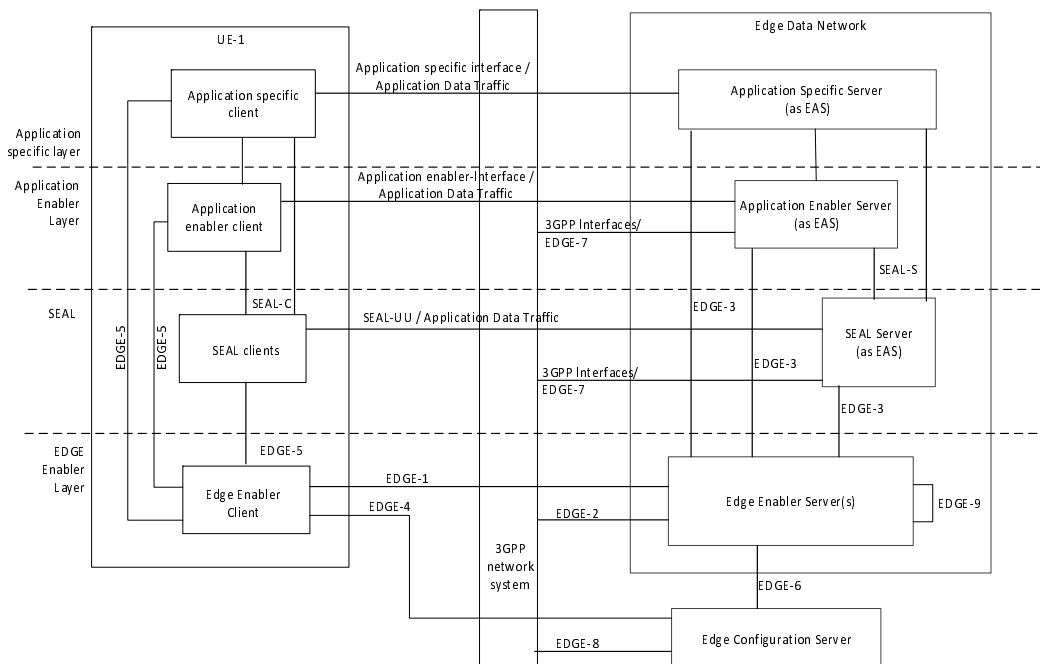 UE-1
Edge Data Network
Application specific interface /
Application Data Traffic
Application specific
client
Application Specific Server
(as EAS)
Application
specific layer
Application
Enabler
Layer
Application enabler-Interface /
Application Data Traffic
Application
enabler client
Application Enabler Server
(as EAS)
3GPP Interfaces/
EDGE-7
SEAL-S
SEAL-C
SEAL
EDGE-3
SEAL-UU / Application Data Traffic
EDGE-5
EDGE-5
SEAL clients
SEAL Server
(as EAS)
EDGE-3
3GPP Interfaces/
EDGE-7
EDGE-3
EDGE
Enabler
Layer
EDGE-5
EDGE-1
Edge Enabler
Client
EDGE-4
EDGE-2
Edge Enabler Server(s)
EDGE-9
3GPP
network
system
EDGE-6
EDGE-8
Edge Configuration Server